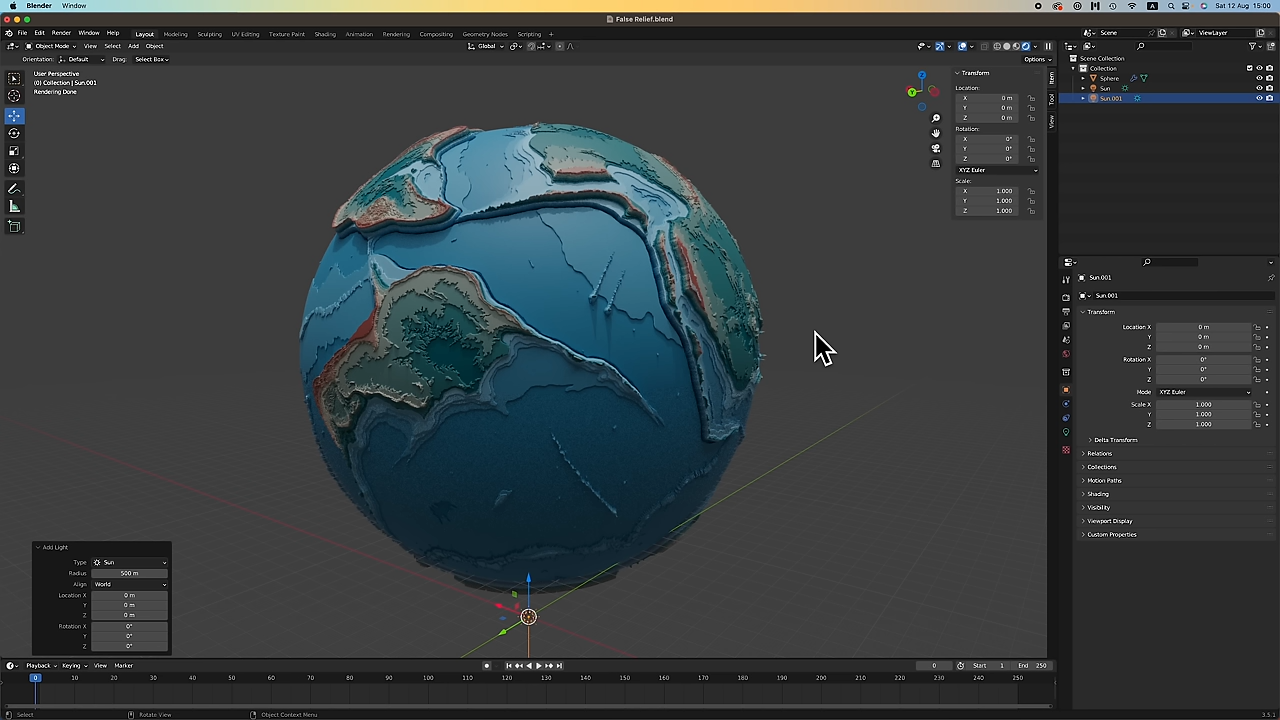 Blender Window A Sat 12 Aug 15:00
False Relief.blend
File Edit Render Window Help Layout Modeling Sculpting UV Editing Texture Paint Shading Animation Rendering Compositing Geometry Nodes Scripting + Scene ViewLayer
Object Mode View Select Add Object Global
Orientation: Default Drag: Select Box Options
User Perspective
(0) Collection | Sun.001
Rendering Done
Z
Y
Transform
Location:
X 0 m
Y 0 m
Z 0 m
Rotation:
X 0°
Y 0°
Z 0°
XYZ Euler
Scale:
X 1.000
Y 1.000
Z 1.000
Item
Tool
View
Scene Collection
Collection
Sphere
Sun
Sun.001
Sun.001
Sun.001
Transform
Location X 0 m
Y 0 m
Z 0 m
Rotation X 0°
Y 0°
Z 0°
Mode XYZ Euler
Scale X 1.000
Y 1.000
Z 1.000
Delta Transform
Relations
Collections
Motion Paths
Shading
Visibility
Viewport Display
Custom Properties
Add Light
Type Sun
Radius 500 m
Align World
Location X 0 m
Y 0 m
Z 0 m
Rotation X 0°
Y 0°
Z 0°
Playback Keying View Marker 0 Start 1 End 250
0 10 20 30 40 50 60 70 80 90 100 110 120 130 140 150 160 170 180 190 200 210 220 230 240 250
Select Rotate View Object Context Menu 3.5.1